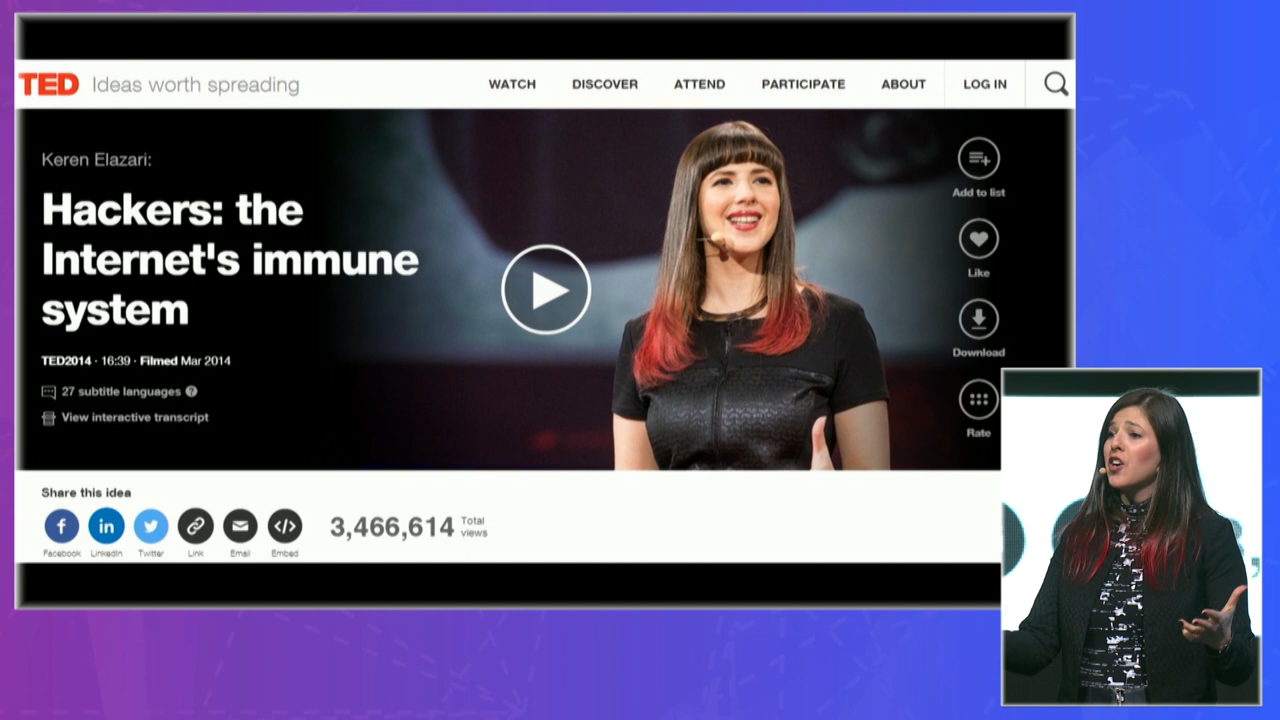 TED Ideas worth spreading
WATCH DISCOVER ATTEND PARTICIPATE ABOUT LOG IN
Keren Elazari:
Hackers: the
Internet's immune
system
TED2014 · 16:39 · Filmed Mar 2014
27 subtitle languages ?
View interactive transcript
Add to list
Like
Download
Rate
Share this idea
f in </>
Facebook LinkedIn Twitter Link Email Embed
3,466,614 Total
views